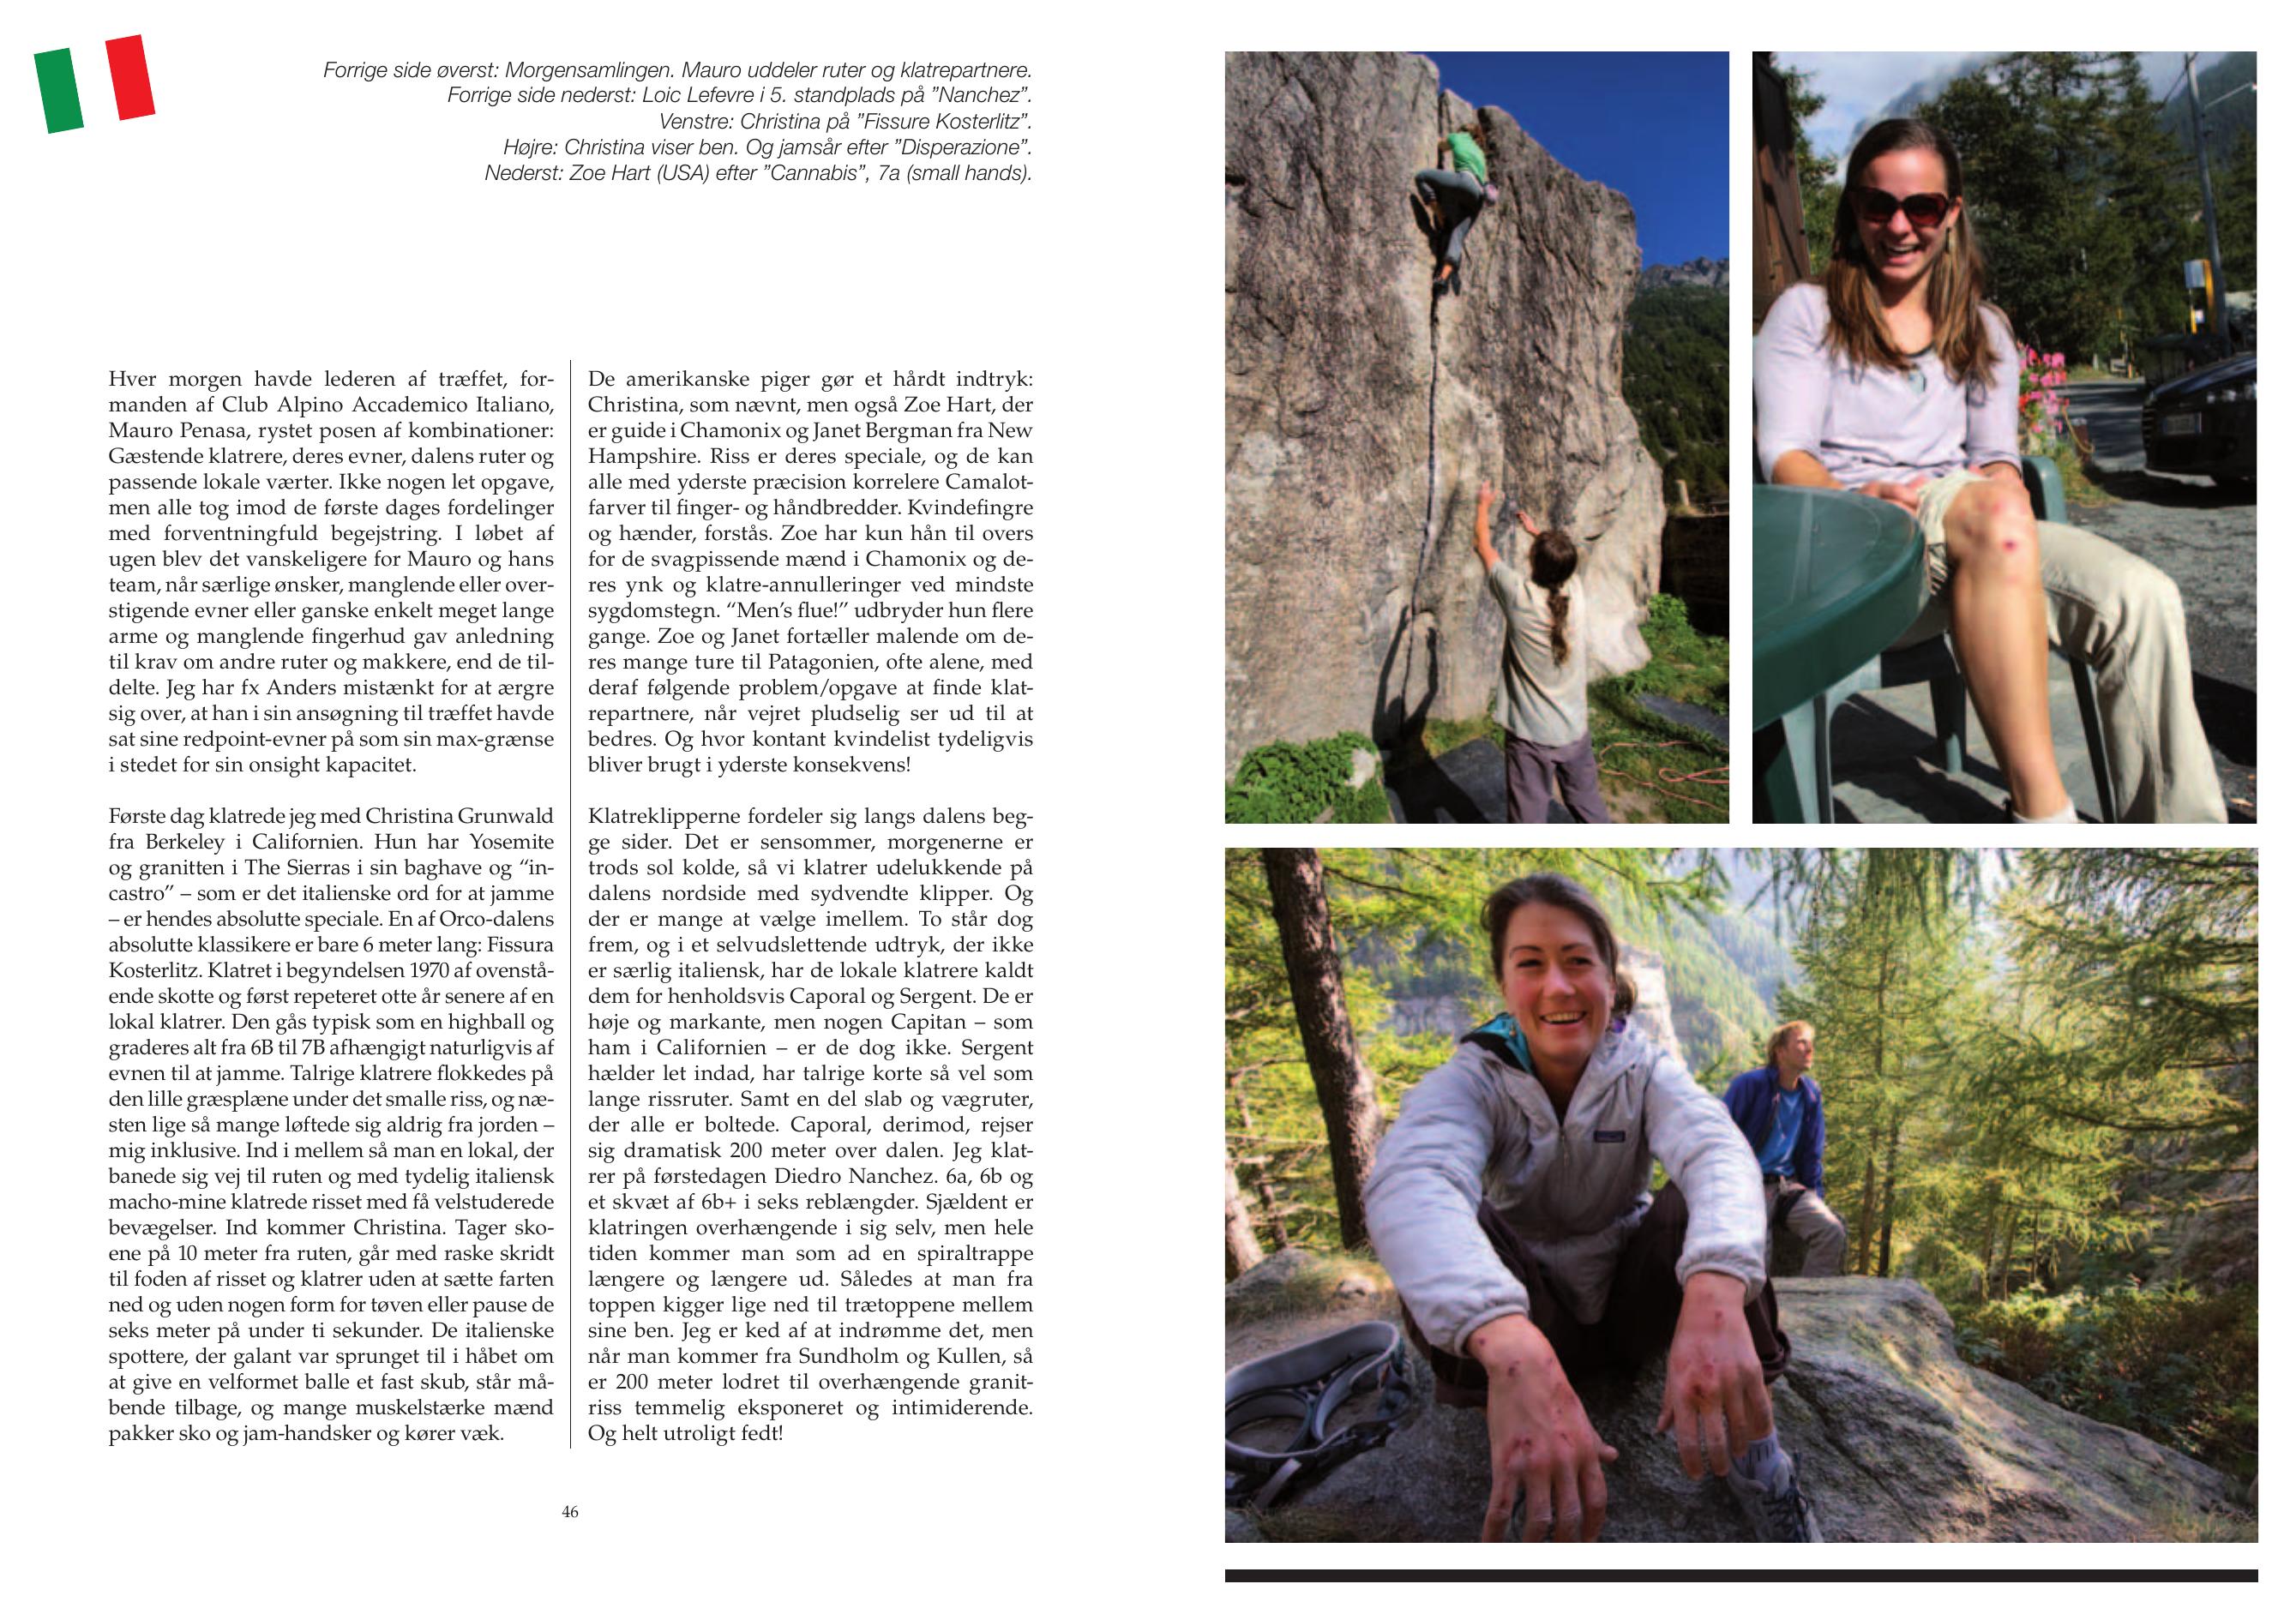 Forrige side øverst: Morgensamlingen. Mauro uddeler ruter og klatrepartnere.
Forrige side nederst: Loic Lefevre i 5. standplads på ”Nanchez”.
Venstre: Christina på ”Fissure Kosterlitz”.
Højre: Christina viser ben. Og jamsår efter ”Disperazione”.
Nederst: Zoe Hart (USA) efter ”Cannabis”, 7a (small hands).
Hver morgen havde lederen af træffet, for-
manden af Club Alpino Accademico Italiano,
Mauro Penasa, rystet posen af kombinationer:
Gæstende klatrere, deres evner, dalens ruter og
passende lokale værter. Ikke nogen let opgave,
men alle tog imod de første dages fordelinger
med forventningfuld begejstring. I løbet af
ugen blev det vanskeligere for Mauro og hans
team, når særlige ønsker, manglende eller over-
stigende evner eller ganske enkelt meget lange
arme og manglende fingerhud gav anledning
til krav om andre ruter og makkere, end de til-
delte. Jeg har fx Anders mistænkt for at ærgre
sig over, at han i sin ansøgning til træffet havde
sat sine redpoint-evner på som sin max-grænse
i stedet for sin onsight kapacitet.
Første dag klatrede jeg med Christina Grunwald
fra Berkeley i Californien. Hun har Yosemite
og granitten i The Sierras i sin baghave og “in-
castro” – som er det italienske ord for at jamme
– er hendes absolutte speciale. En af Orco-dalens
absolutte klassikere er bare 6 meter lang: Fissura
Kosterlitz. Klatret i begyndelsen 1970 af ovenstå-
ende skotte og først repeteret otte år senere af en
lokal klatrer. Den gås typisk som en highball og
graderes alt fra 6B til 7B afhængigt naturligvis af
evnen til at jamme. Talrige klatrere flokkedes på
den lille græsplæne under det smalle riss, og næ-
sten lige så mange løftede sig aldrig fra jorden –
mig inklusive. Ind i mellem så man en lokal, der
banede sig vej til ruten og med tydelig italiensk
macho-mine klatrede risset med få velstuderede
bevægelser. Ind kommer Christina. Tager sko-
ene på 10 meter fra ruten, går med raske skridt
til foden af risset og klatrer uden at sætte farten
ned og uden nogen form for tøven eller pause de
seks meter på under ti sekunder. De italienske
spottere, der galant var sprunget til i håbet om
at give en velformet balle et fast skub, står må-
bende tilbage, og mange muskelstærke mænd
pakker sko og jam-handsker og kører væk.
De amerikanske piger gør et hårdt indtryk:
Christina, som nævnt, men også Zoe Hart, der
er guide i Chamonix og Janet Bergman fra New
Hampshire. Riss er deres speciale, og de kan
alle med yderste præcision korrelere Camalot-
farver til finger- og håndbredder. Kvindefingre
og hænder, forstås. Zoe har kun hån til overs
for de svagpissende mænd i Chamonix og de-
res ynk og klatre-annulleringer ved mindste
sygdomstegn. “Men’s flue!” udbryder hun flere
gange. Zoe og Janet fortæller malende om de-
res mange ture til Patagonien, ofte alene, med
deraf følgende problem/opgave at finde klat-
repartnere, når vejret pludselig ser ud til at
bedres. Og hvor kontant kvindelist tydeligvis
bliver brugt i yderste konsekvens!
Klatreklipperne fordeler sig langs dalens beg-
ge sider. Det er sensommer, morgenerne er
trods sol kolde, så vi klatrer udelukkende på
dalens nordside med sydvendte klipper. Og
der er mange at vælge imellem. To står dog
frem, og i et selvudslettende udtryk, der ikke
er særlig italiensk, har de lokale klatrere kaldt
dem for henholdsvis Caporal og Sergent. De er
høje og markante, men nogen Capitan – som
ham i Californien – er de dog ikke. Sergent
hælder let indad, har talrige korte så vel som
lange rissruter. Samt en del slab og vægruter,
der alle er boltede. Caporal, derimod, rejser
sig dramatisk 200 meter over dalen. Jeg klat-
rer på førstedagen Diedro Nanchez. 6a, 6b og
et skvæt af 6b+ i seks reblængder. Sjældent er
klatringen overhængende i sig selv, men hele
tiden kommer man som ad en spiraltrappe
længere og længere ud. Således at man fra
toppen kigger lige ned til trætoppene mellem
sine ben. Jeg er ked af at indrømme det, men
når man kommer fra Sundholm og Kullen, så
er 200 meter lodret til overhængende granit-
riss temmelig eksponeret og intimiderende.
Og helt utroligt fedt!
46